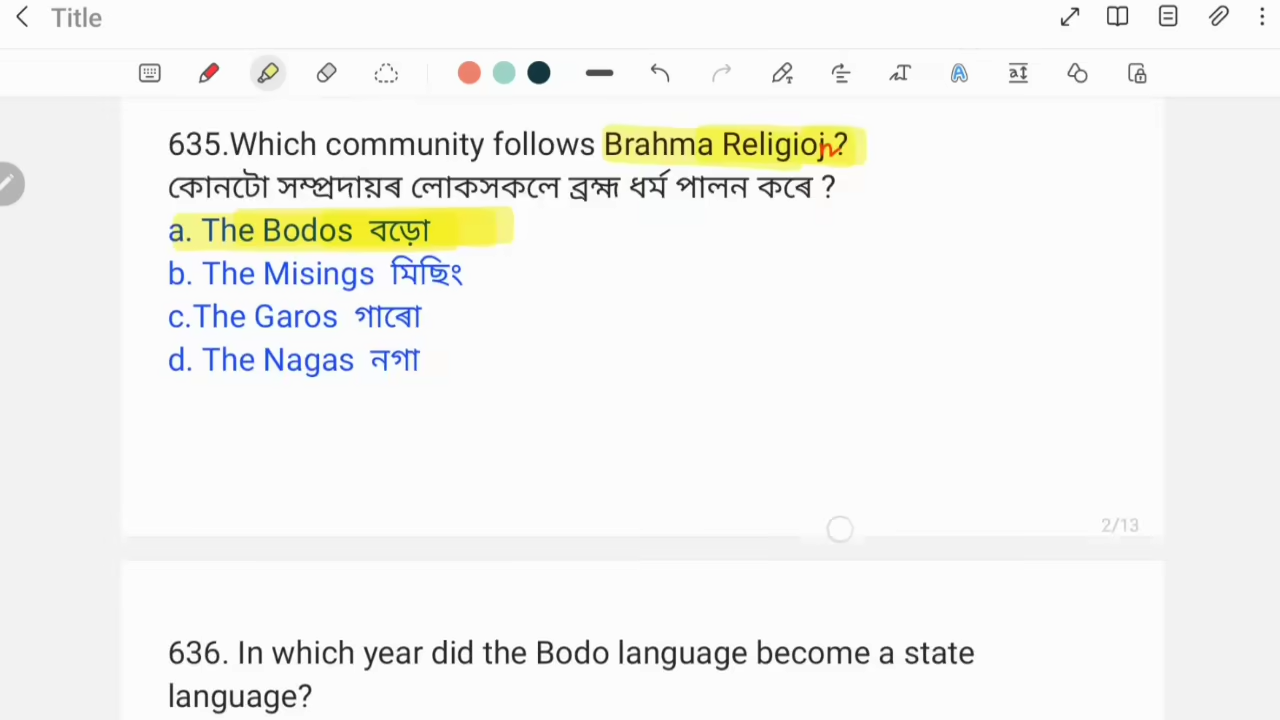 Title
635.Which community follows Brahma Religion?
কোনটো সম্প্ৰদায়ৰ লোকসকলে ব্ৰহ্ম ধৰ্ম পালন কৰে ?
a. The Bodos বড়ো
b. The Misings মিছিং
c.The Garos গাৰো
d. The Nagas নগা
2/13
636. In which year did the Bodo language become a state
language?